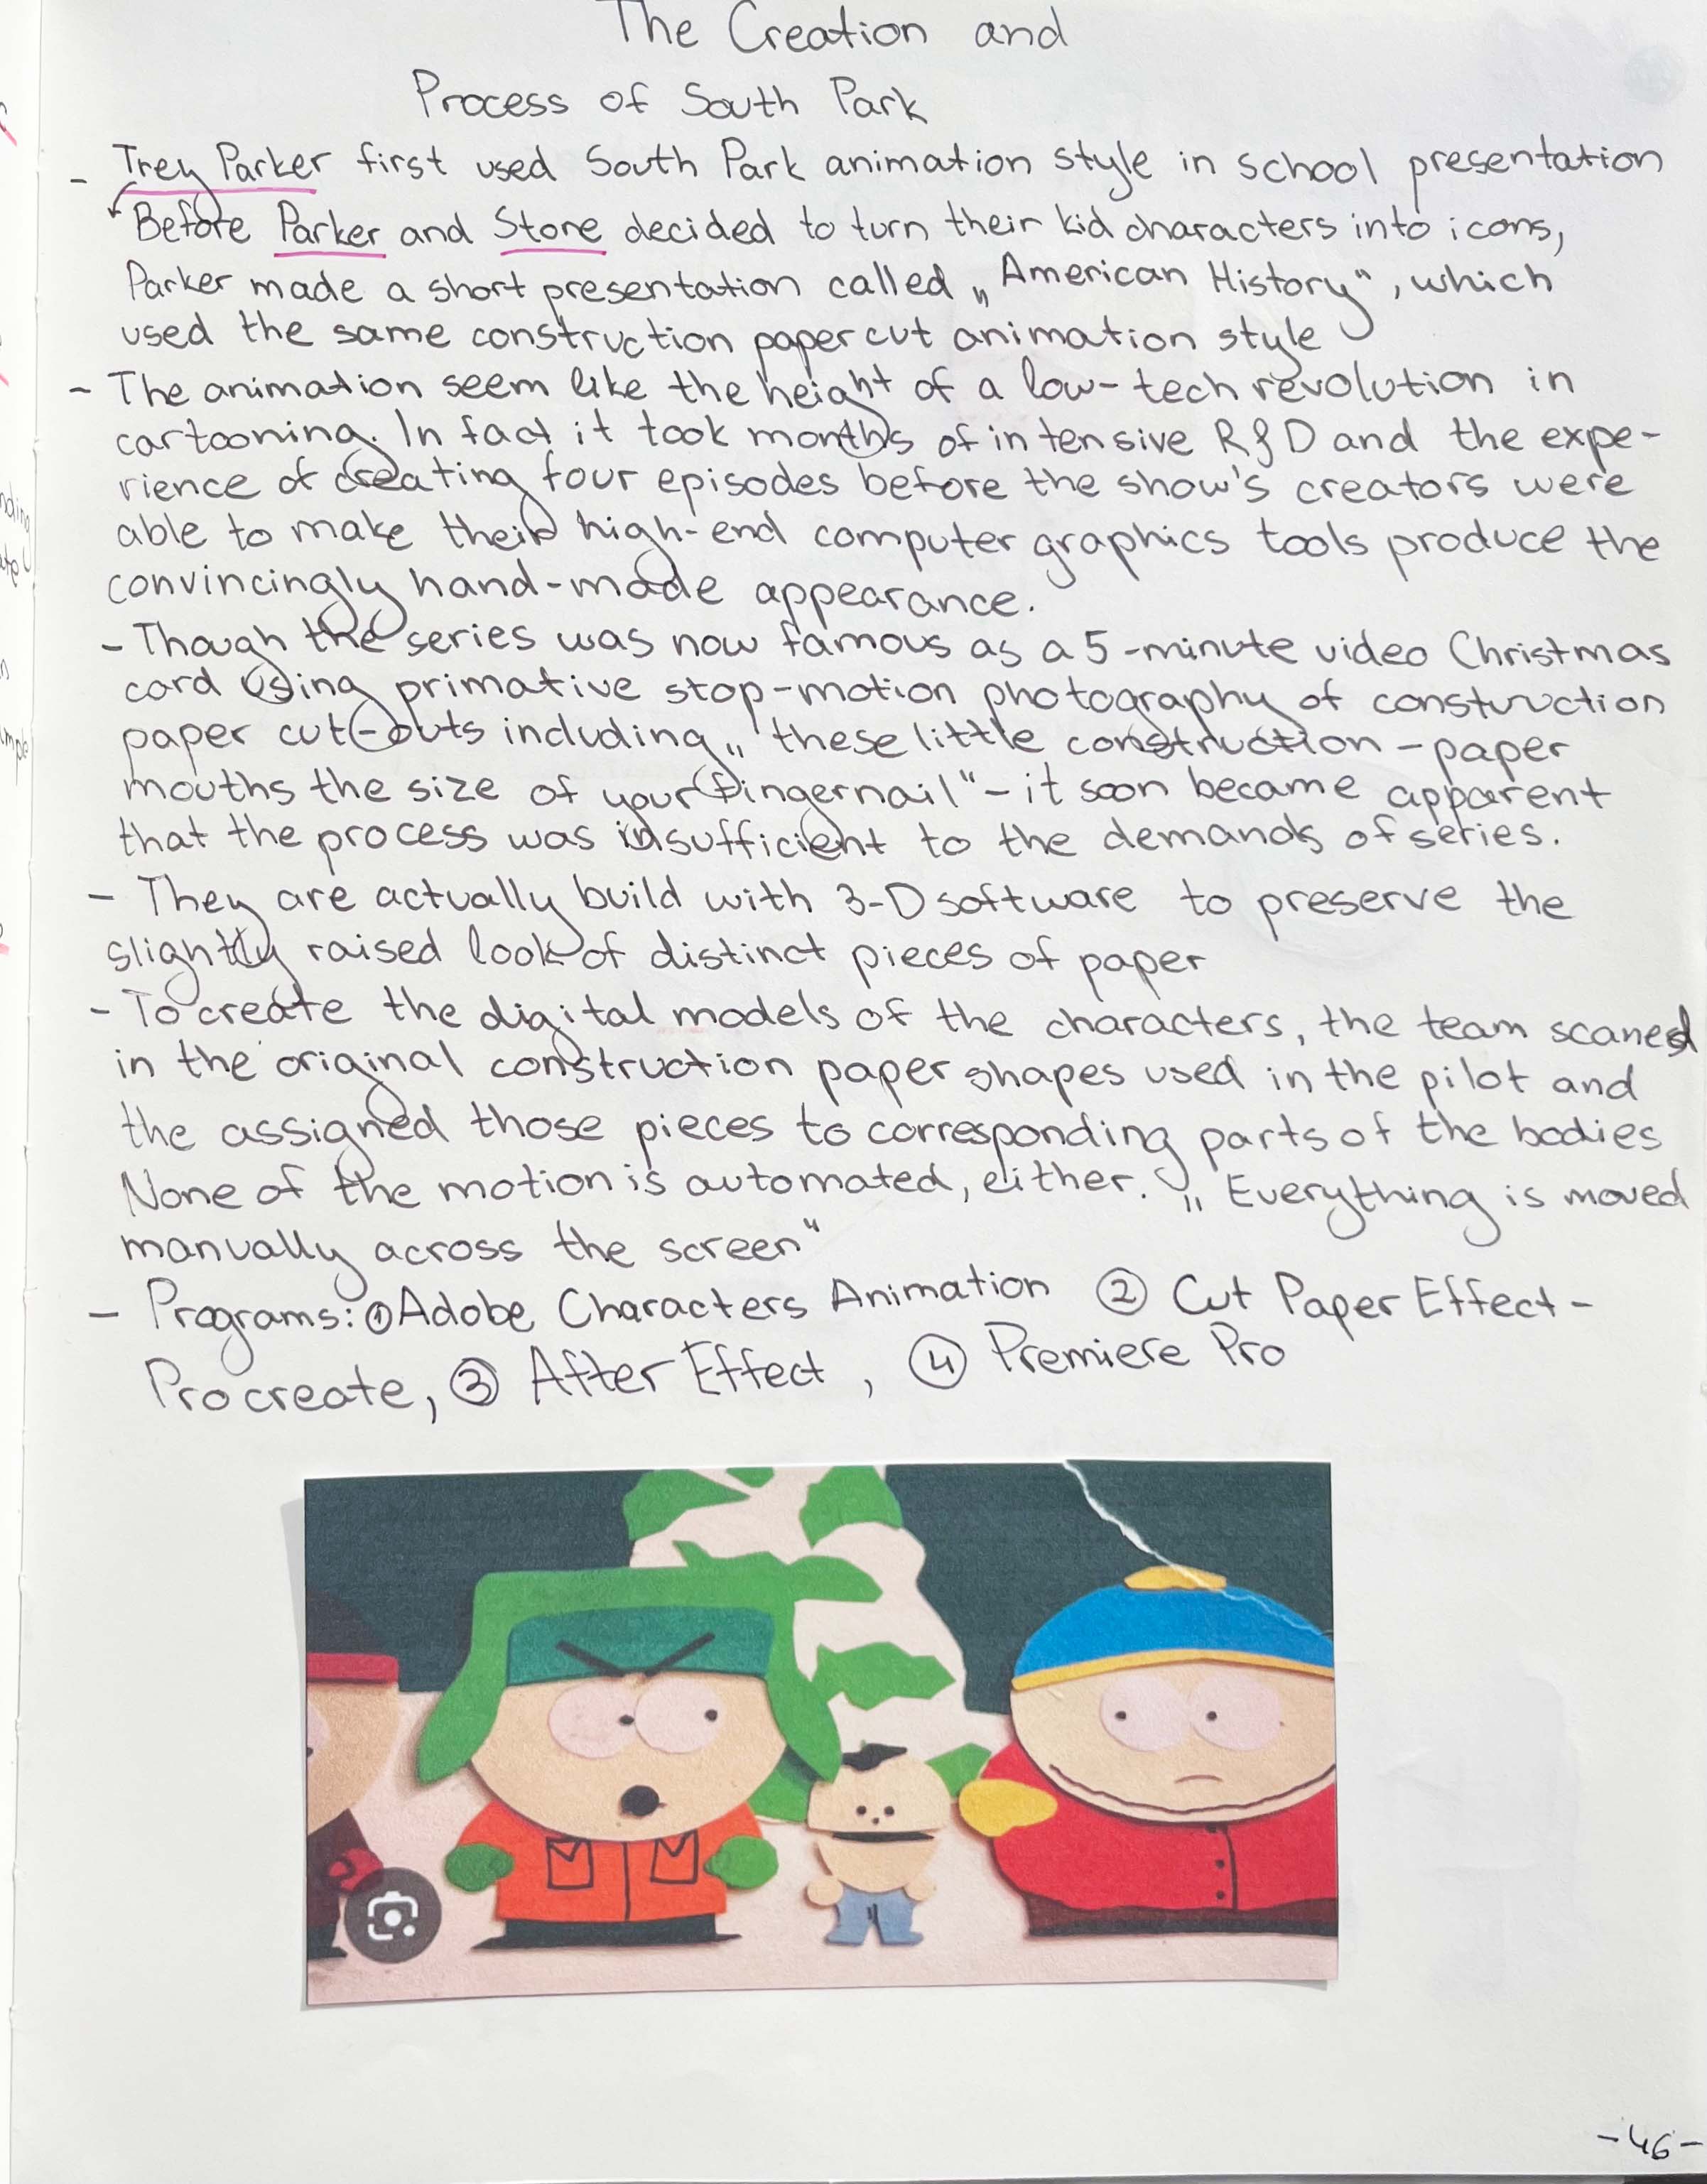 The Creation and
Process of South Park
- Trey Parker first used South Park animation style in school presentation
Before Parker and Store decided to turn their kid characters into icons,
Parker made a short presentation called „American History", which
used the same construction paper cut animation style
- The animation seem like the height of a low-tech revolution in
cartooning. In fact it took months of intensive R&D and the expe-
rience of creating four episodes before the show's creators were
able to make their high-end computer graphics tools produce the
convincingly hand-made appearance.
- Though the series was now famous as a 5-minute video Christmas
card using primative stop-motion photography of construction
paper cut-outs including „these little construction-paper
mouths the size of your fingernail" - it soon became apparent
that the process was insufficient to the demands of series.
- They are actually build with 3-D software to preserve the
slightly raised look of distinct pieces of paper
- To create the digital models of the characters, the team scaned
in the original construction paper shapes used in the pilot and
the assigned those pieces to corresponding parts of the bodies
None of the motion is automated, either. „Everything is moved
manually across the screen"
- Programs: ① Adobe Characters Animation ② Cut Paper Effect -
Procreate, ③ After Effect, ④ Premiere Pro
-46-